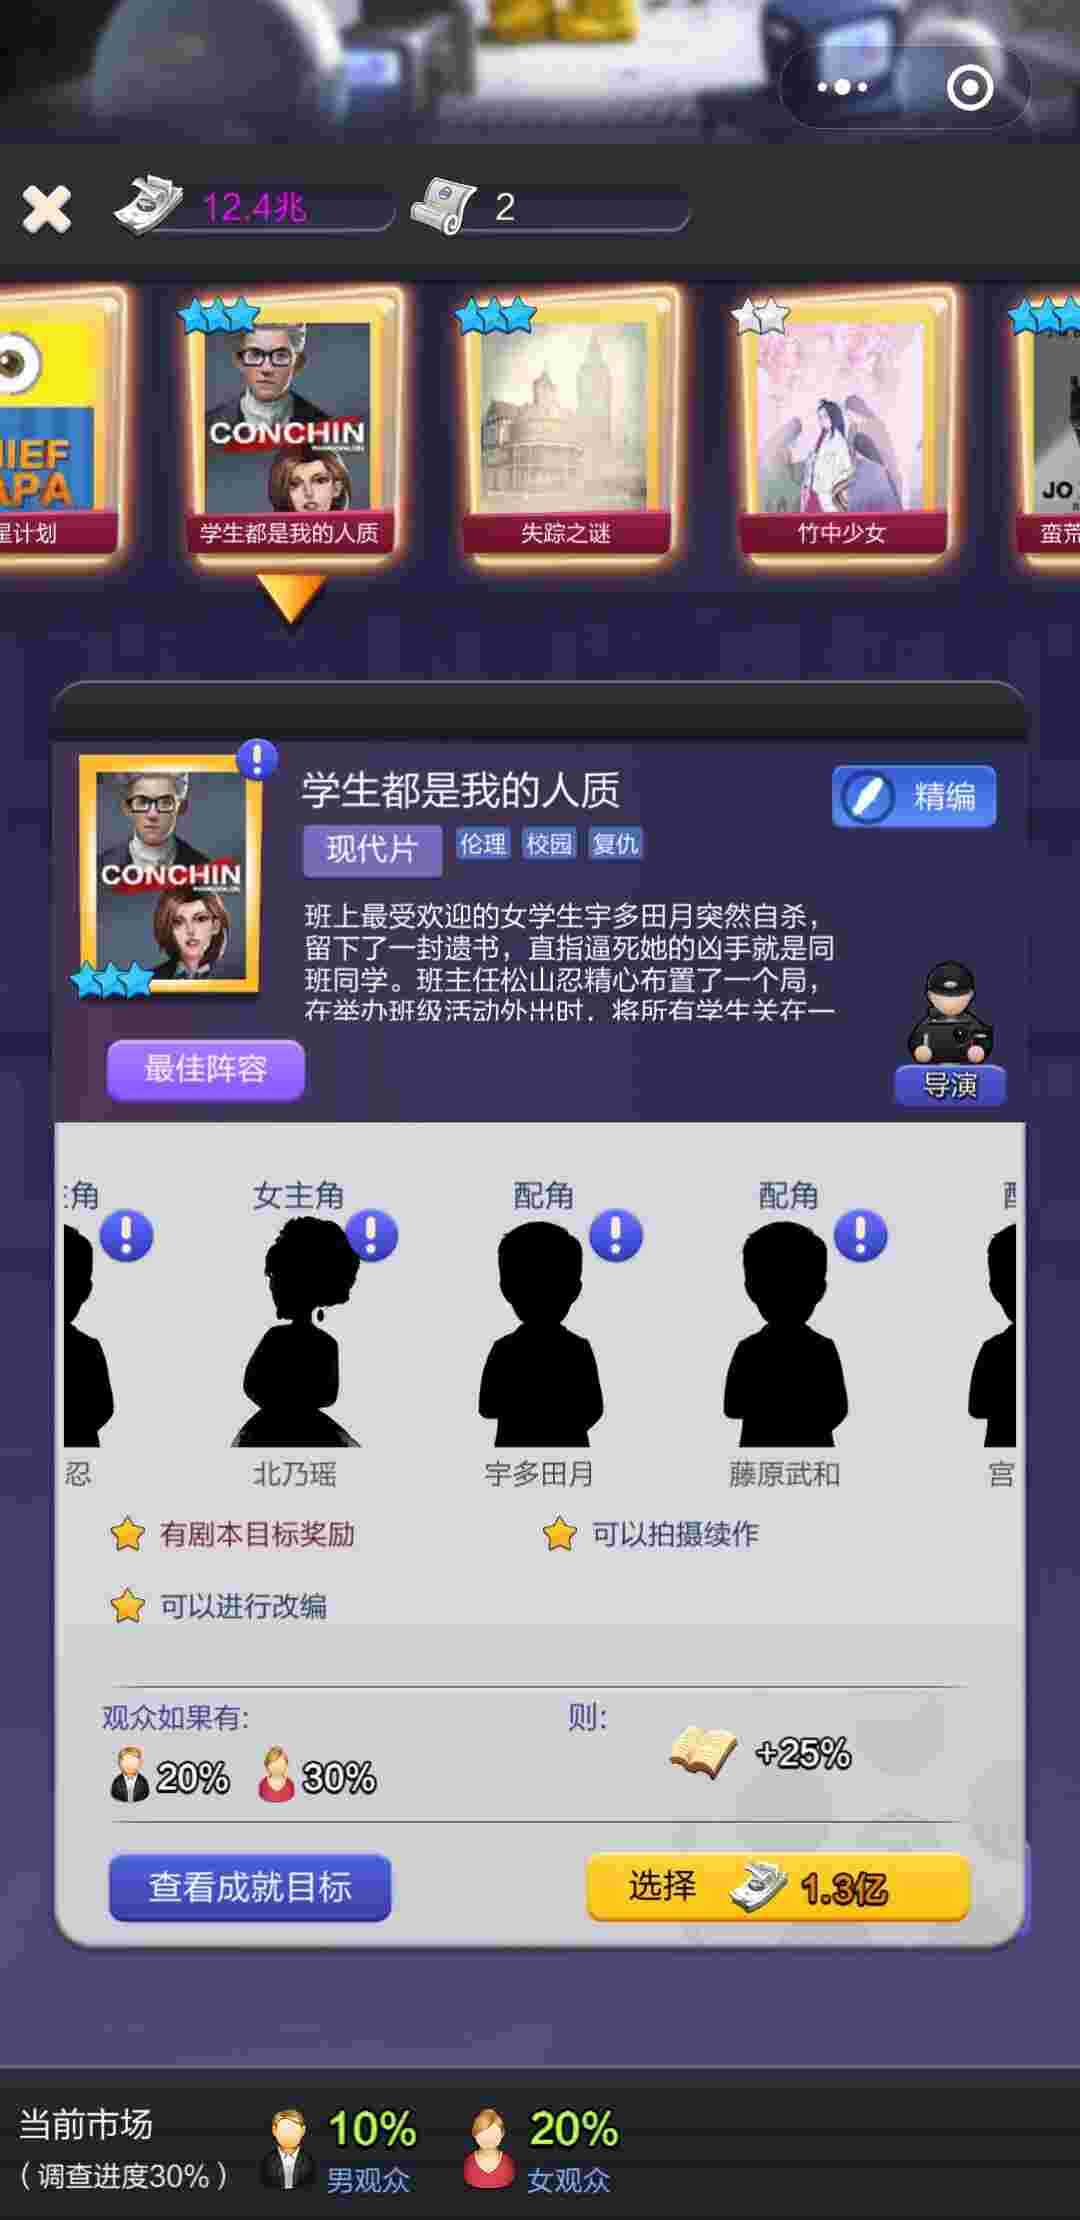 12.4兆
2
HIEF
APA
星计划
CONCHIN
学生都是我的人质
失踪之谜
竹中少女
JO
蛮荒
CONCHIN
学生都是我的人质
精编
现代片
伦理
校园
复仇
班上最受欢迎的女学生宇多田月突然自杀，
留下了一封遗书，直指逼死她的凶手就是同
班同学。班主任松山忍精心布置了一个局，
在举办班级活动外出时，将所有学生关在一
最佳阵容
导演
主角
女主角
配角
配角
忍
北乃瑶
宇多田月
藤原武和
宫
有剧本目标奖励
可以拍摄续作
可以进行改编
观众如果有:
则:
20%
30%
+25%
查看成就目标
选择
1.3亿
当前市场
（调查进度30%）
10%
男观众
20%
女观众